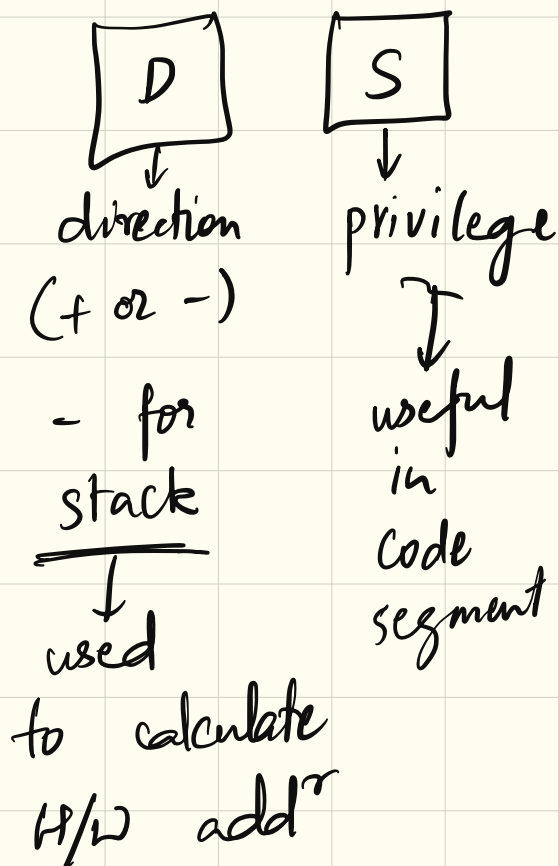 D S
direction privilege
(+ or -)
- for useful
stack in
code
used segment
to calculate
H/W addr